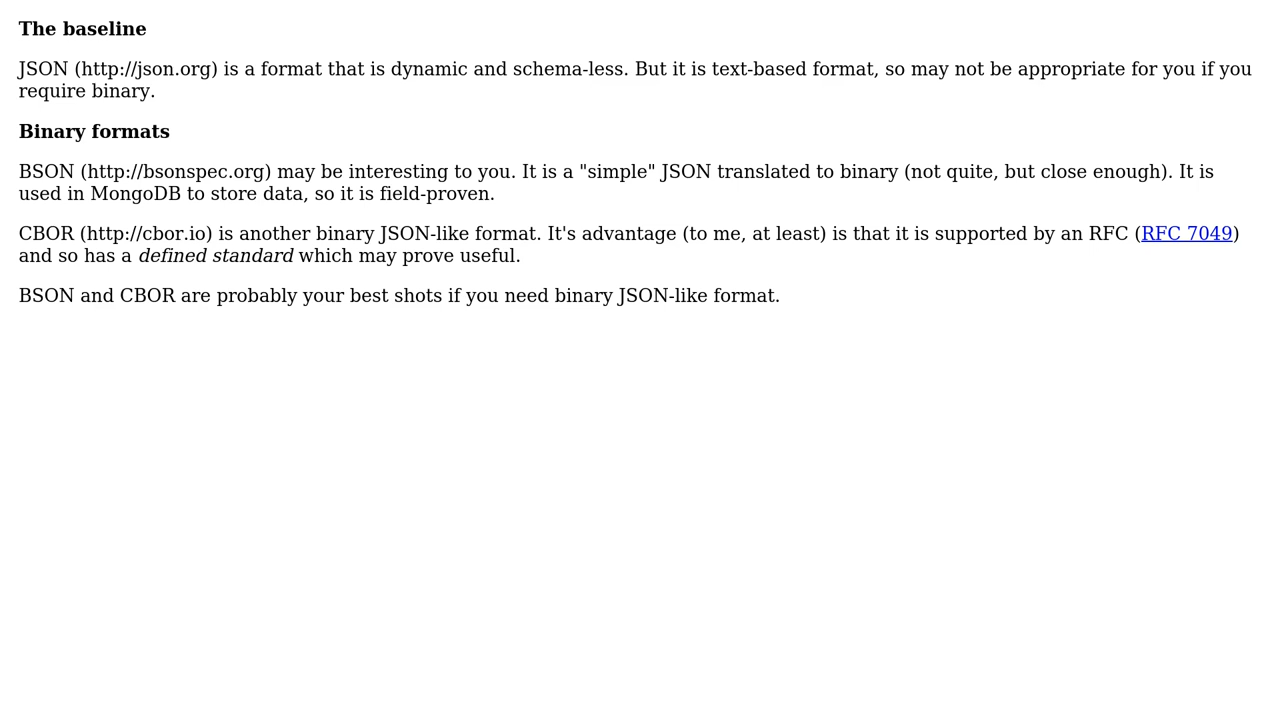 The baseline
JSON (http://json.org) is a format that is dynamic and schema-less. But it is text-based format, so may not be appropriate for you if you
require binary.
Binary formats
BSON (http://bsonspec.org) may be interesting to you. It is a "simple" JSON translated to binary (not quite, but close enough). It is
used in MongoDB to store data, so it is field-proven.
CBOR (http://cbor.io) is another binary JSON-like format. It's advantage (to me, at least) is that it is supported by an RFC (RFC 7049)
and so has a defined standard which may prove useful.
BSON and CBOR are probably your best shots if you need binary JSON-like format.